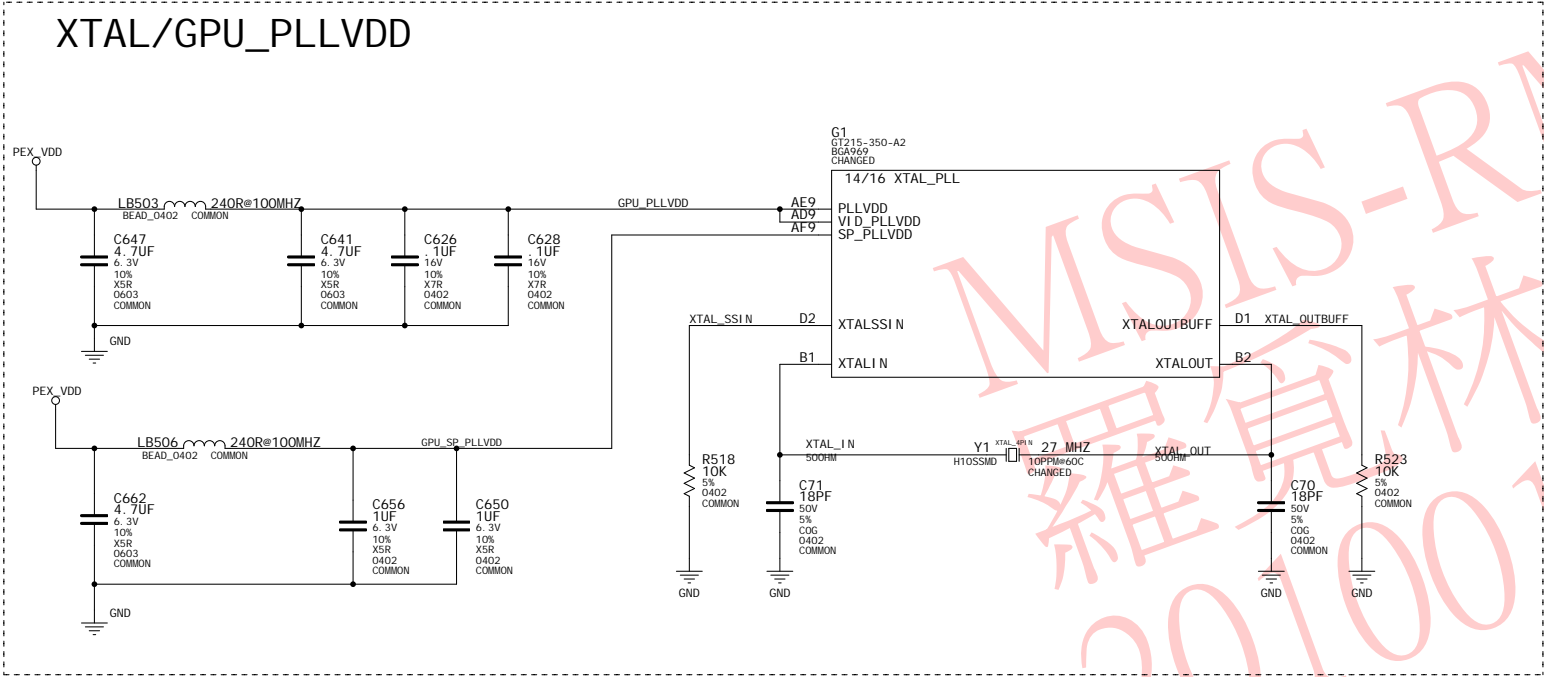 XTAL/GPU_PLLVDD
G1
GT215-350-A2
BGA969
CHANGED
14/16 XTAL_PLL
PEX_VDD
LB503 240R@100MHZ
BEAD_0402 COMMON
GPU_PLLVDD
AE9 PLLVDD
AD9 VID_PLLVDD
AF9 SP_PLLVDD
C647
4.7UF
6.3V
10%
X5R
0603
COMMON
C641
4.7UF
6.3V
10%
X5R
0603
COMMON
C626
.1UF
16V
10%
X7R
0402
COMMON
C628
.1UF
16V
10%
X7R
0402
COMMON
GND
XTAL_SSIN D2 XTALSSIN
XTALOUTBUFF D1 XTAL_OUTBUFF
B1 XTALIN
XTALOUT B2
PEX_VDD
LB506 240R@100MHZ
BEAD_0402 COMMON
GPU_SP_PLLVDD
C662
4.7UF
6.3V
10%
X5R
0603
COMMON
C656
1UF
6.3V
10%
X5R
0402
COMMON
C650
1UF
6.3V
10%
X5R
0402
COMMON
GND
R518
10K
5%
0402
COMMON
GND
XTAL_IN
50OHM
C71
18PF
50V
5%
COG
0402
COMMON
GND
Y1 XTAL_4PIN 27 MHZ
H10SSMD 10PPM@60C
CHANGED
XTAL_OUT
50OHM
C70
18PF
50V
5%
COG
0402
COMMON
GND
R523
10K
5%
0402
COMMON
GND
MSIS-RM
羅寬林
20100